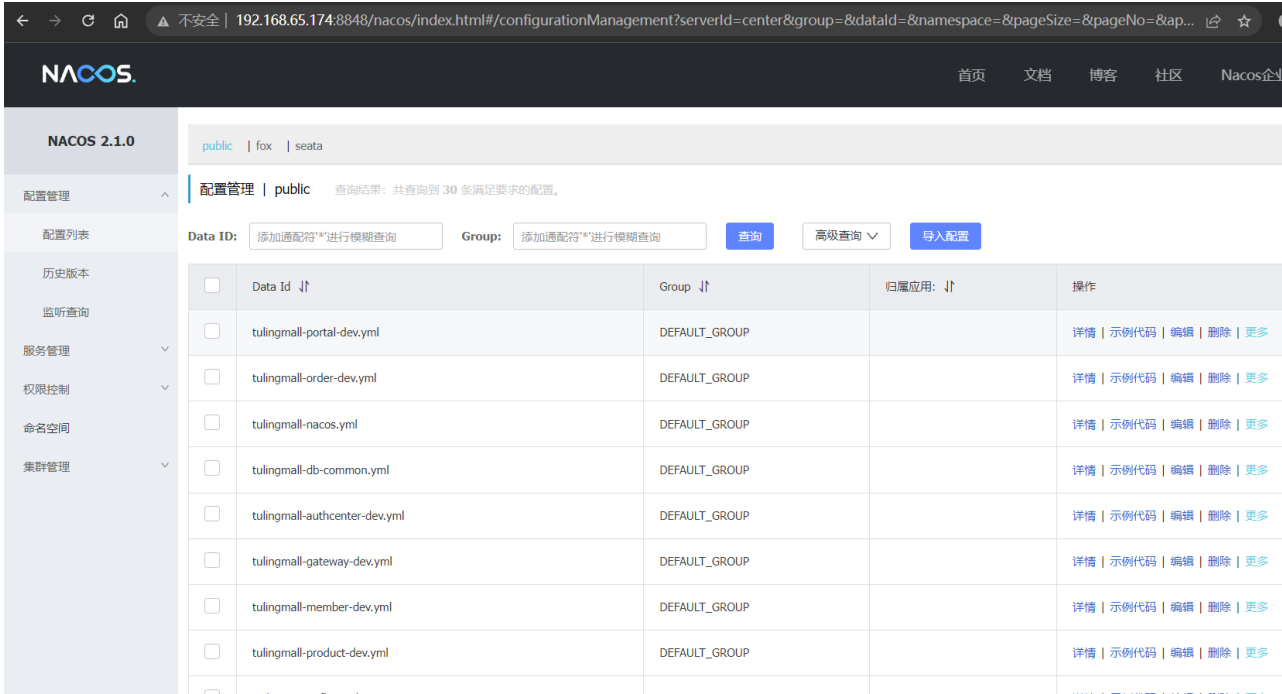 不安全 | 192.168.65.174:8848/nacos/index.html#/configurationManagement?serverId=center&group=&dataId=&namespace=&pageSize=&pageNo=&ap...
NACOS.
首页 文档 博客 社区 Nacos企业
NACOS 2.1.0
public | fox | seata
配置管理
配置管理 | public 查询结果：共查询到 30 条满足要求的配置。
配置列表
Data ID: 添加通配符'*'进行模糊查询 Group: 添加通配符'*'进行模糊查询 查询 高级查询 导入配置
历史版本
Data Id Group 归属应用: 操作
监听查询
tulingmall-portal-dev.yml DEFAULT_GROUP 详情 | 示例代码 | 编辑 | 删除 | 更多
服务管理
tulingmall-order-dev.yml DEFAULT_GROUP 详情 | 示例代码 | 编辑 | 删除 | 更多
权限控制
tulingmall-nacos.yml DEFAULT_GROUP 详情 | 示例代码 | 编辑 | 删除 | 更多
命名空间
tulingmall-db-common.yml DEFAULT_GROUP 详情 | 示例代码 | 编辑 | 删除 | 更多
集群管理
tulingmall-authcenter-dev.yml DEFAULT_GROUP 详情 | 示例代码 | 编辑 | 删除 | 更多
tulingmall-gateway-dev.yml DEFAULT_GROUP 详情 | 示例代码 | 编辑 | 删除 | 更多
tulingmall-member-dev.yml DEFAULT_GROUP 详情 | 示例代码 | 编辑 | 删除 | 更多
tulingmall-product-dev.yml DEFAULT_GROUP 详情 | 示例代码 | 编辑 | 删除 | 更多